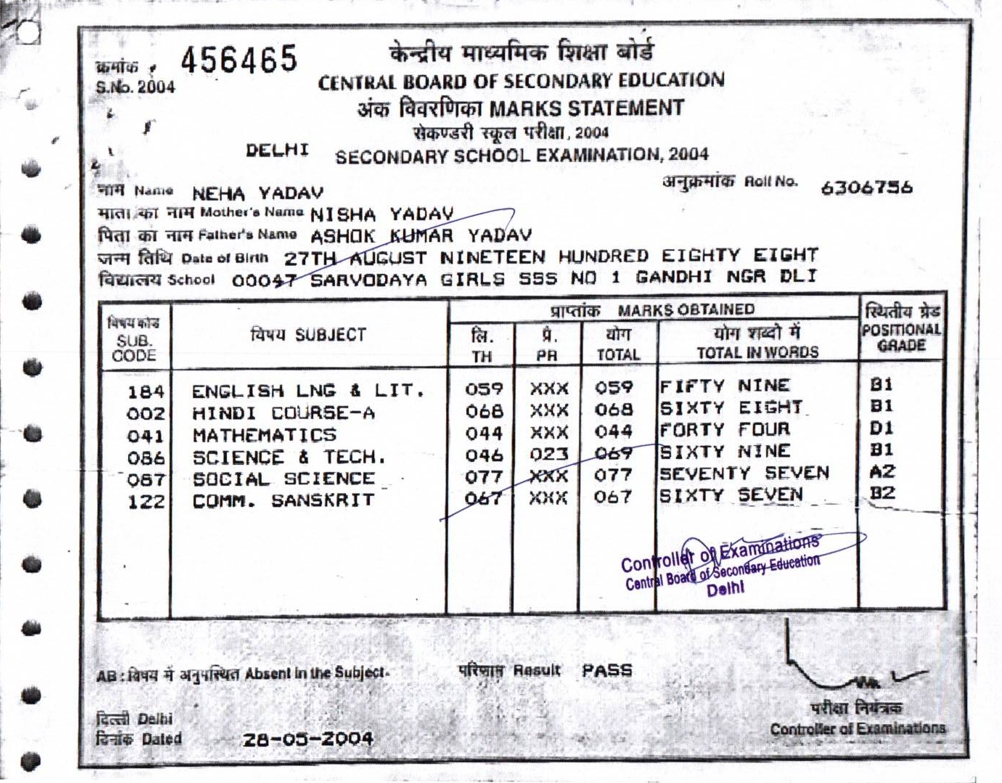 क्रमांक 456465
S.No. 2004
केन्द्रीय माध्यमिक शिक्षा बोर्ड
CENTRAL BOARD OF SECONDARY EDUCATION
अंक विवरणिका MARKS STATEMENT
सेकण्डरी स्कूल परीक्षा, 2004
DELHI SECONDARY SCHOOL EXAMINATION, 2004
नाम Name NEHA YADAV अनुक्रमांक Roll No. 6306756
माता का नाम Mother's Name NISHA YADAV
पिता का नाम Father's Name ASHOK KUMAR YADAV
जन्म तिथि Date of Birth 27TH AUGUST NINETEEN HUNDRED EIGHTY EIGHT
विद्यालय School 00047 SARVODAYA GIRLS SSS NO 1 GANDHI NGR DLI
विषय कोड SUB. CODE विषय SUBJECT प्राप्तांक MARKS OBTAINED स्थितीय ग्रेड POSITIONAL GRADE
लि. TH प्रै. PR योग TOTAL योग शब्दो में TOTAL IN WORDS
184 ENGLISH LNG & LIT. 059 XXX 059 FIFTY NINE B1
002 HINDI COURSE-A 068 XXX 068 SIXTY EIGHT B1
041 MATHEMATICS 044 XXX 044 FORTY FOUR D1
086 SCIENCE & TECH. 046 023 069 SIXTY NINE B1
087 SOCIAL SCIENCE 077 XXX 077 SEVENTY SEVEN A2
122 COMM. SANSKRIT 067 XXX 067 SIXTY SEVEN B2
Controller of Examinations
Central Board of Secondary Education
Delhi
AB : विषय में अनुपस्थित Absent in the Subject. परिणाम Result PASS
दिल्ली Delhi
दिनांक Dated 28-05-2004
परीक्षा नियंत्रक
Controller of Examinations